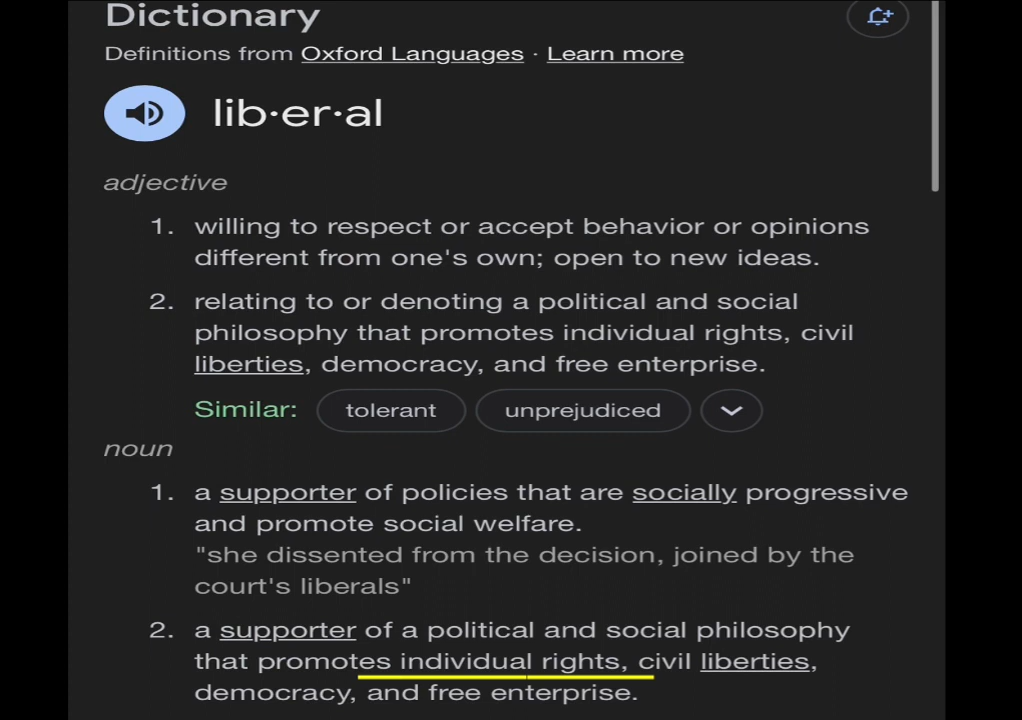 Dictionary
Definitions from Oxford Languages · Learn more
lib·er·al
adjective
1. willing to respect or accept behavior or opinions
different from one's own; open to new ideas.
2. relating to or denoting a political and social
philosophy that promotes individual rights, civil
liberties, democracy, and free enterprise.
Similar: tolerant unprejudiced
noun
1. a supporter of policies that are socially progressive
and promote social welfare.
"she dissented from the decision, joined by the
court's liberals"
2. a supporter of a political and social philosophy
that promotes individual rights, civil liberties,
democracy, and free enterprise.